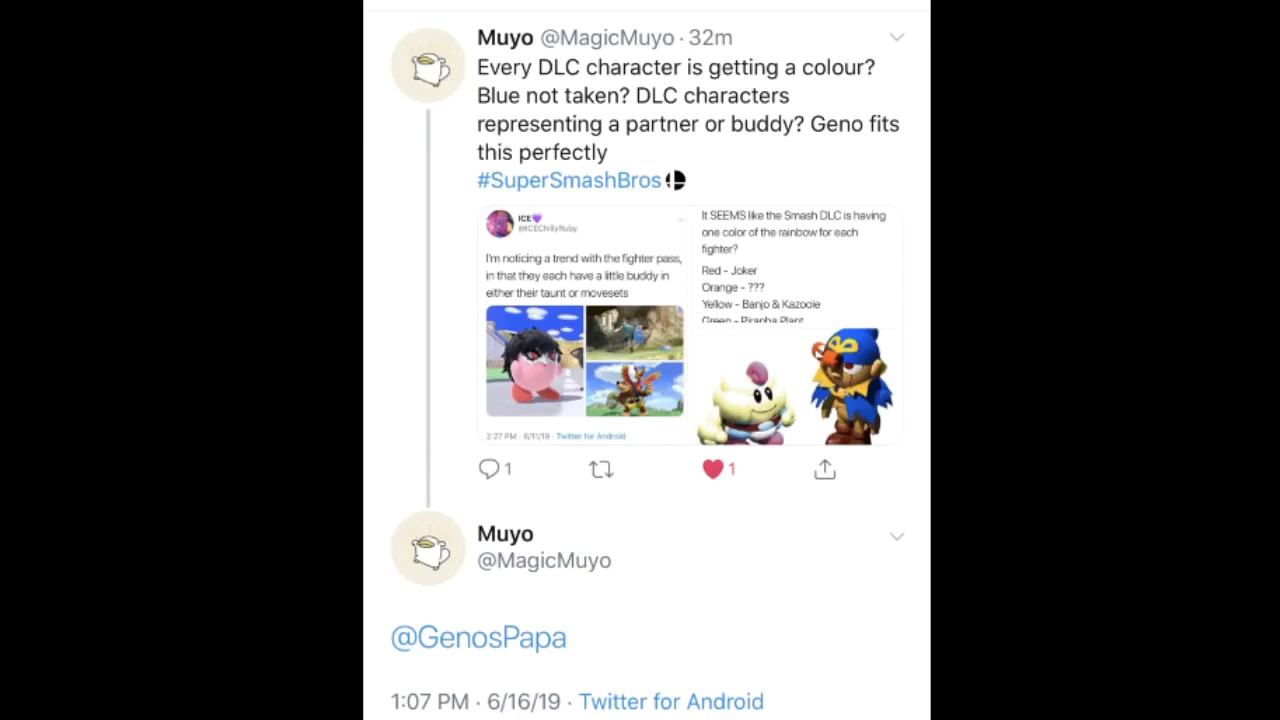 Muyo @MagicMuyo · 32m
Every DLC character is getting a colour?
Blue not taken? DLC characters
representing a partner or buddy? Geno fits
this perfectly
#SuperSmashBros
ICE💜
@ICEChillyRuby
I'm noticing a trend with the fighter pass,
in that they each have a little buddy in
either their taunt or movesets
2:27 PM · 6/11/19 · Twitter for Android
It SEEMS like the Smash DLC is having
one color of the rainbow for each
fighter?
Red - Joker
Orange - ???
Yellow - Banjo & Kazooie
Green - Piranha Plant
1
1
Muyo
@MagicMuyo
@GenosPapa
1:07 PM · 6/16/19 · Twitter for Android